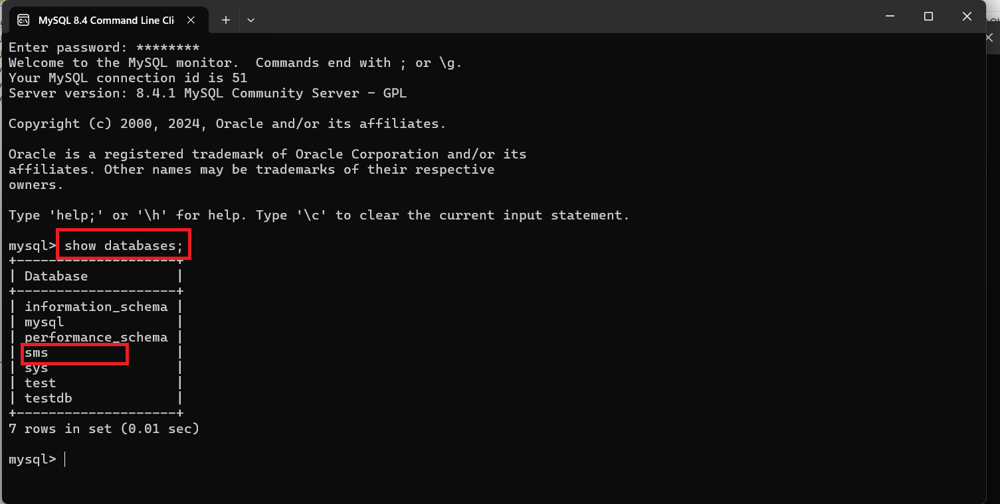 MySQL 8.4 Command Line Cli
Enter password: ********
Welcome to the MySQL monitor.  Commands end with ; or \g.
Your MySQL connection id is 51
Server version: 8.4.1 MySQL Community Server - GPL
Copyright (c) 2000, 2024, Oracle and/or its affiliates.
Oracle is a registered trademark of Oracle Corporation and/or its
affiliates. Other names may be trademarks of their respective
owners.
Type 'help;' or '\h' for help. Type '\c' to clear the current input statement.
mysql> show databases;
+--------------------+
| Database           |
+--------------------+
| information_schema |
| mysql              |
| performance_schema |
| sms                |
| sys                |
| test               |
| testdb             |
+--------------------+
7 rows in set (0.01 sec)
mysql>